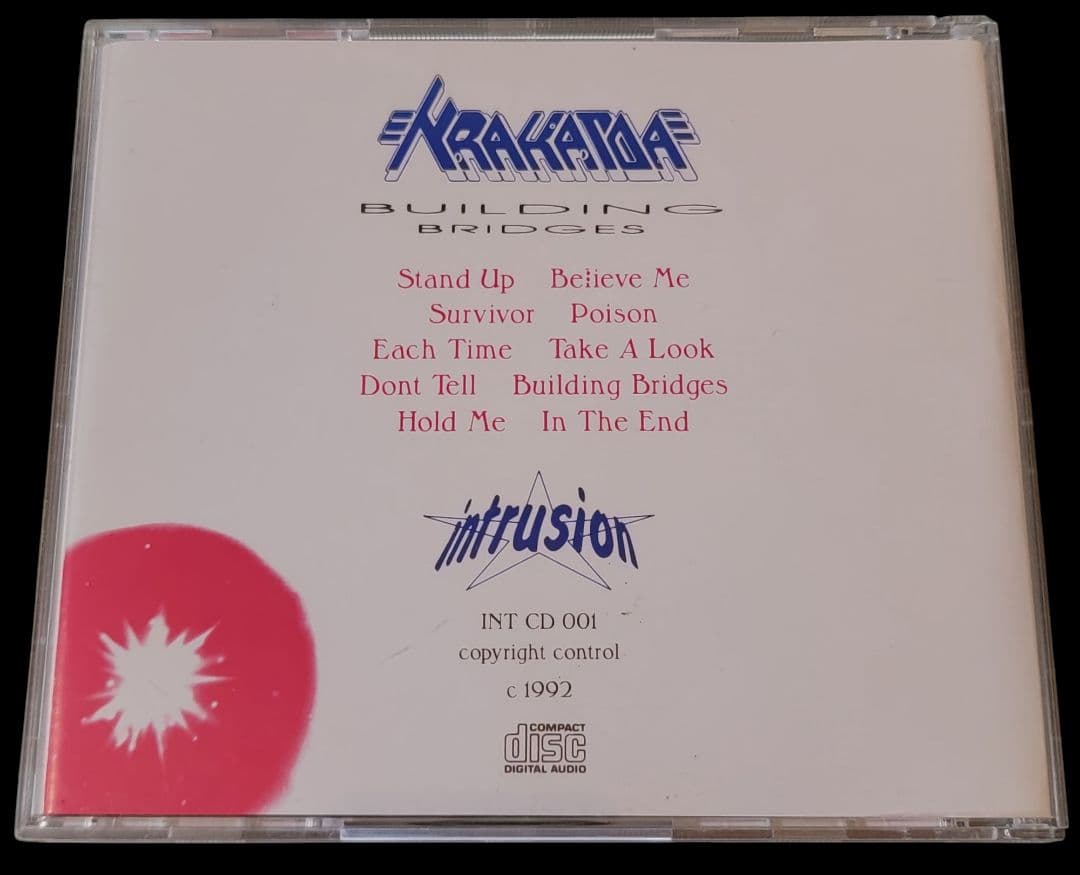 KRAKATOA
BUILDING
BRIDGES
Stand Up Believe Me
Survivor Poison
Each Time Take A Look
Dont Tell Building Bridges
Hold Me In The End
intrusion
INT CD 001
copyright control
c 1992
COMPACT
disc
DIGITAL AUDIO